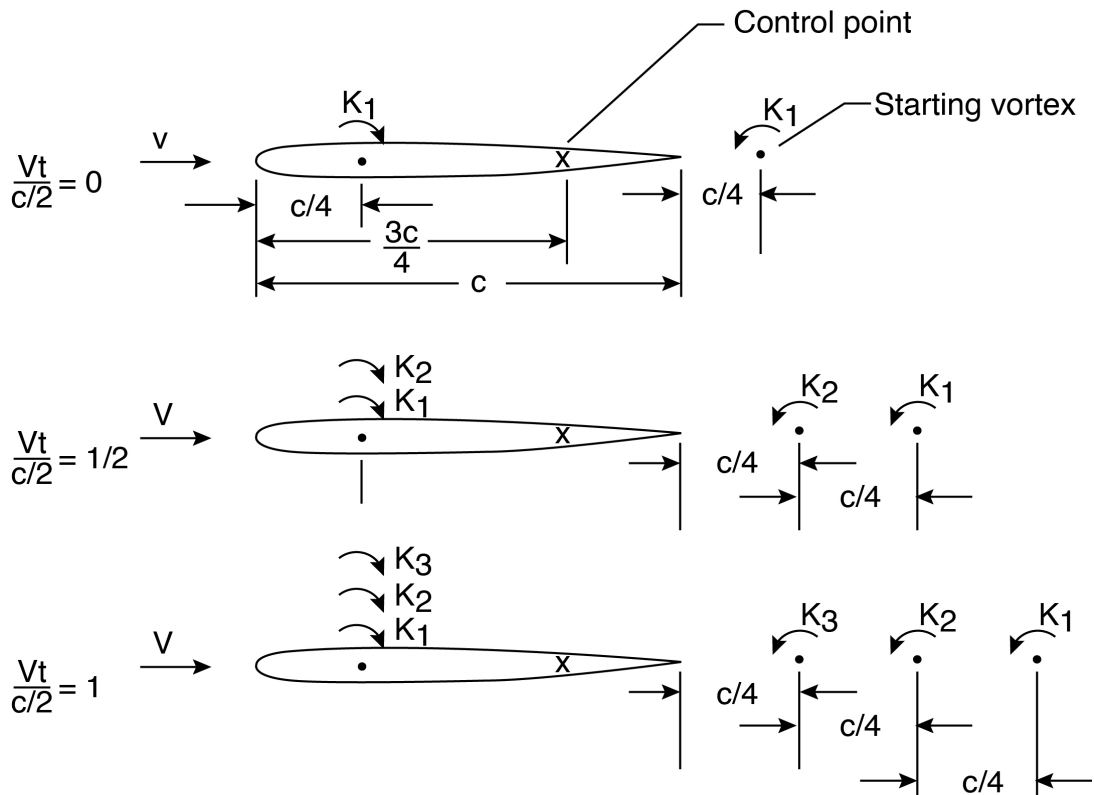 Control point
K1
K1
Starting vortex
v
Vt
c/2 = 0
x
c/4
c/4
3c
4
c
K2
K1
K2
K1
V
Vt
c/2 = 1/2
x
c/4
c/4
K3
K2
K1
K3
K2
K1
V
Vt
c/2 = 1
x
c/4
c/4
c/4